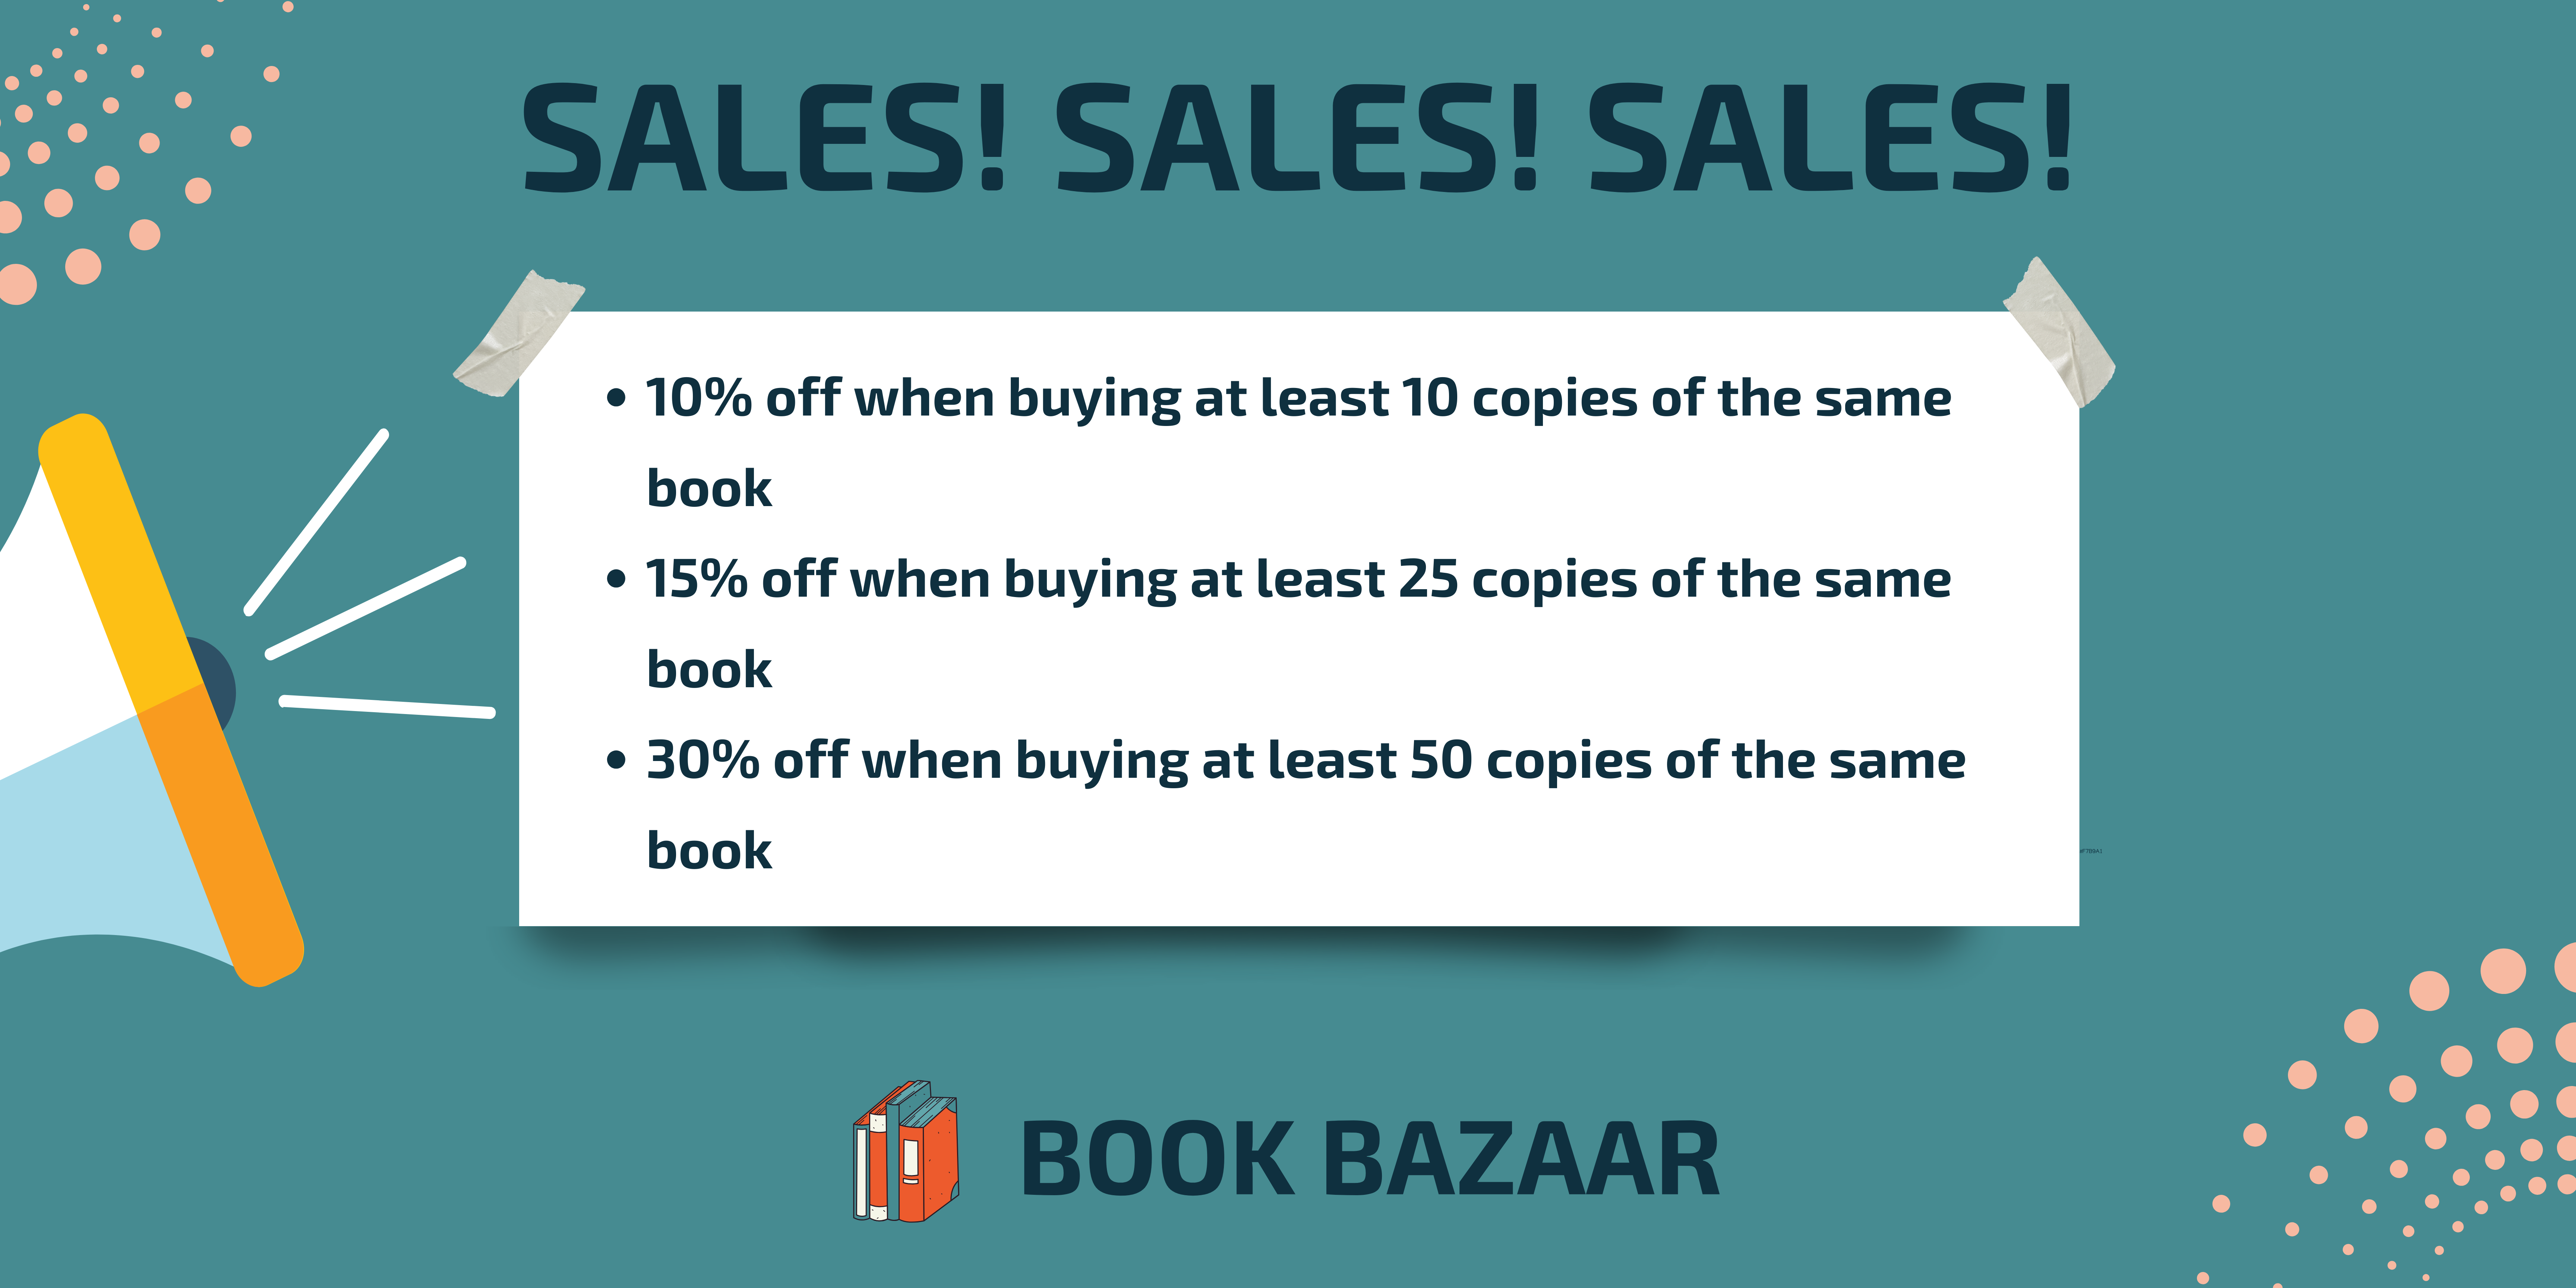 SALES! SALES! SALES!
• 10% off when buying at least 10 copies of the same
book
• 15% off when buying at least 25 copies of the same
book
• 30% off when buying at least 50 copies of the same
book
BOOK BAZAAR